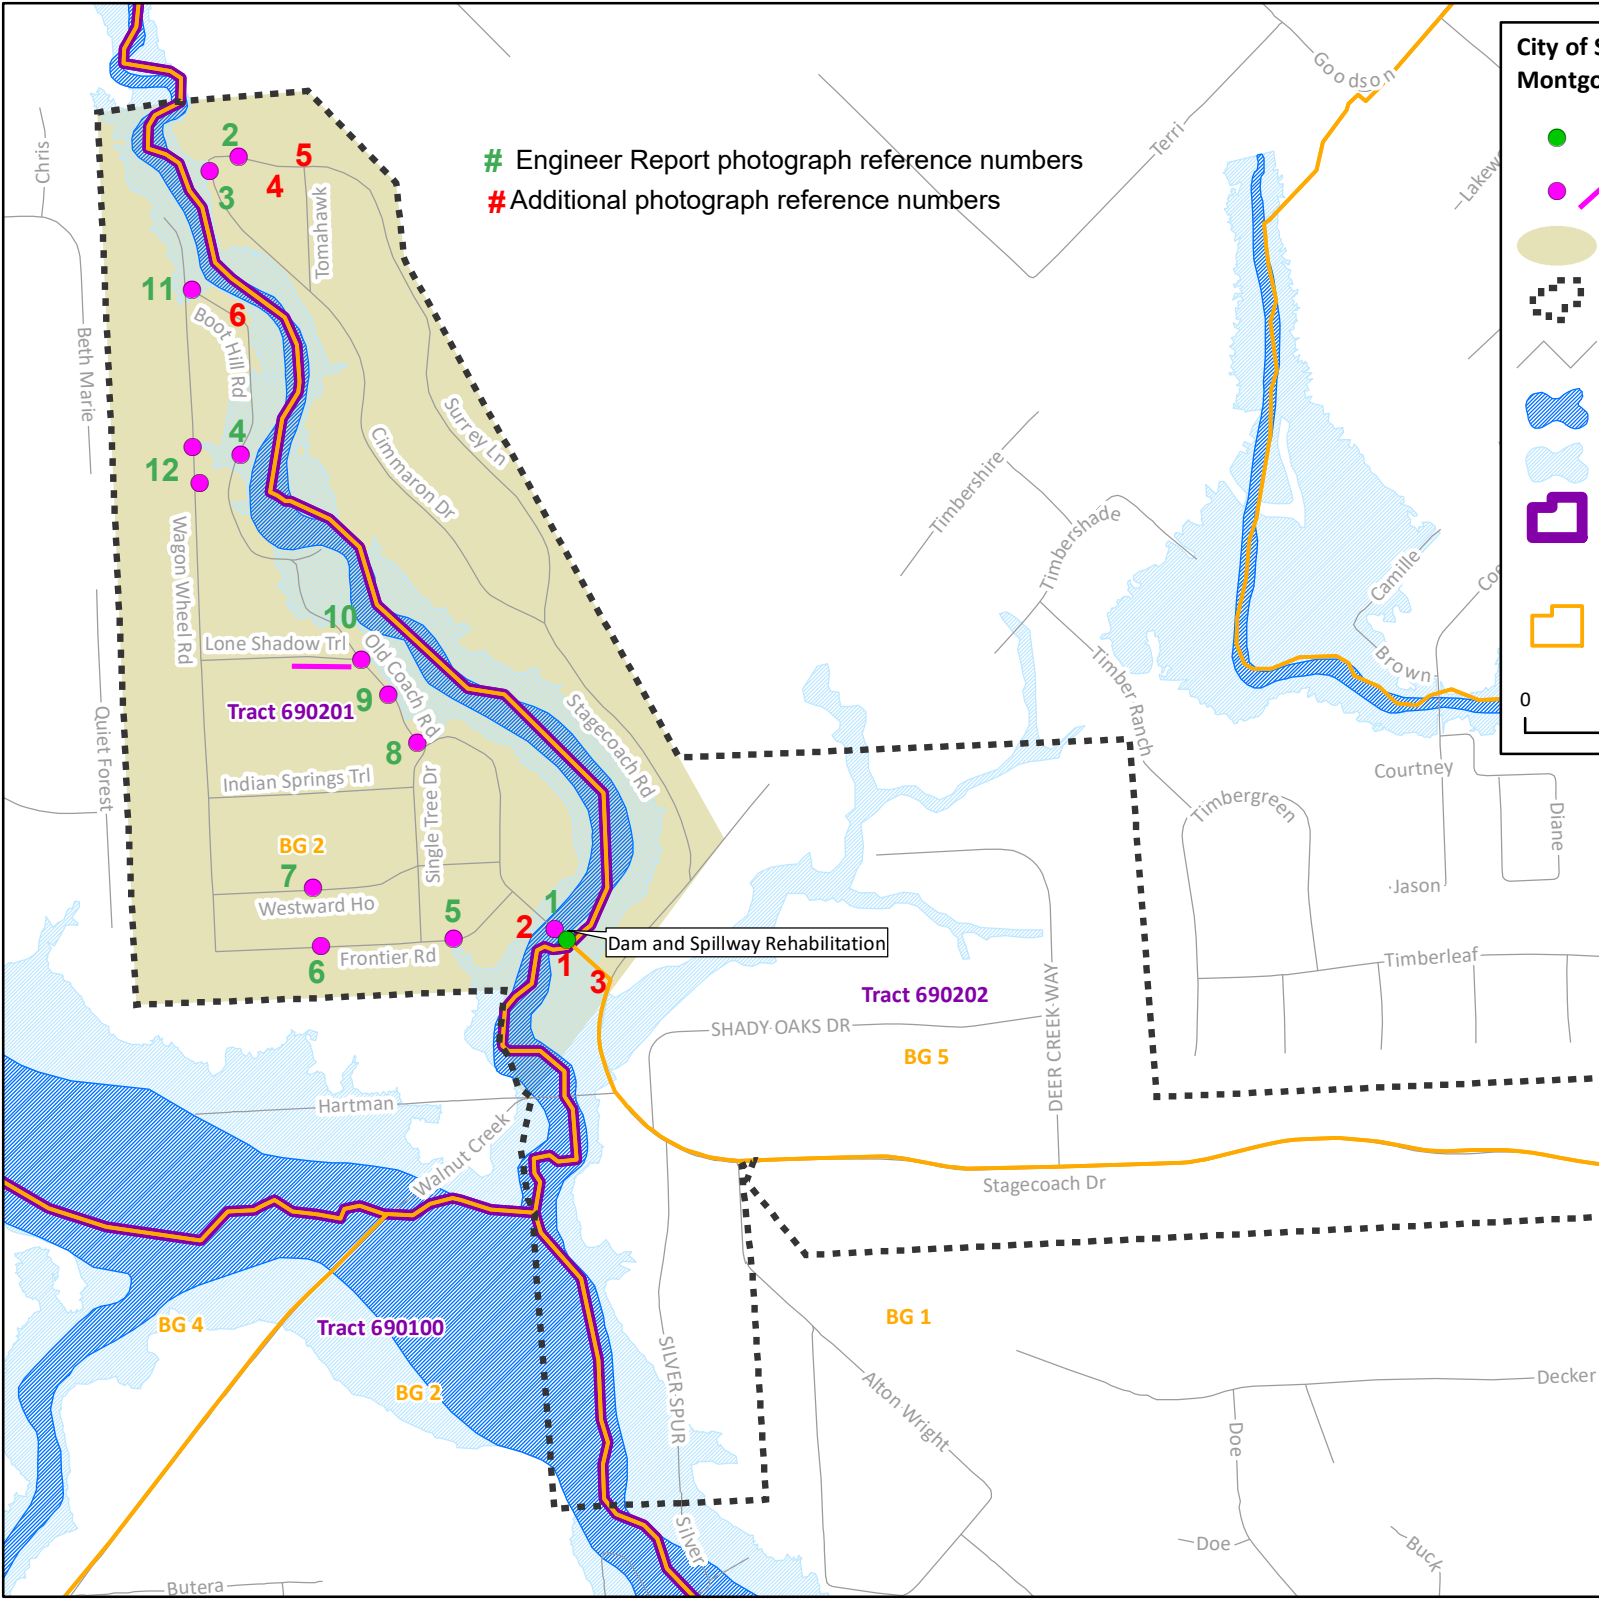 City of S
Montgo
Goodson
Terri
Lakew
Chris
# Engineer Report photograph reference numbers
# Additional photograph reference numbers
2
5
3
4
Tomahawk
11
6
Boot Hill Rd
Beth Marie
4
12
Surrey Ln
Cimmaron Dr
Timbershire
Timbershade
Camille
Coe
Brown
Wagon Wheel Rd
10
Lone Shadow Trl
Old Coach Rd
9
Tract 690201
8
Quiet Forest
Stagecoach Rd
Timber Ranch
0
Courtney
Indian Springs Trl
Single Tree Dr
Timbergreen
Diane
BG 2
7
Westward Ho
Jason
5
1
2
Dam and Spillway Rehabilitation
6
Frontier Rd
1
3
Timberleaf
Tract 690202
SHADY OAKS DR
DEER CREEK WAY
BG 5
Hartman
Walnut Creek
Stagecoach Dr
BG 4
Tract 690100
BG 1
BG 2
SILVER SPUR
Alton Wright
Decker
Doe
Silver
Doe
Buck
Butera